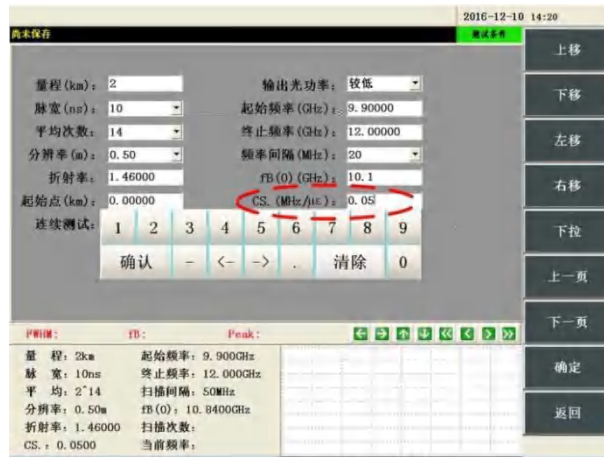 2016-12-10 14:20
尚未保存 测试条件
量程(km): 2 输出光功率: 较低
脉宽(ns): 10 起始频率(GHz): 9.90000
平均次数: 14 终止频率(GHz): 12.00000
分辨率(m): 0.50 频率间隔(MHz): 20
折射率: 1.46000 fB(0)(GHz): 10.1
起始点(km): 0.00000 CS.(MHz/με): 0.05
连续测试: 1 2 3 4 5 6 7 8 9
确认 - <- -> . 清除 0
FWHM: fB: Peak:
量 程: 2km 起始频率: 9.900GHz
脉 宽: 10ns 终止频率: 12.000GHz
平 均: 2^14 扫描间隔: 50MHz
分辨率: 0.50m fB(0): 10.8400GHz
折射率: 1.46000 扫描次数:
CS.: 0.0500 当前频率:
上移
下移
左移
右移
下拉
上一页
下一页
确定
返回